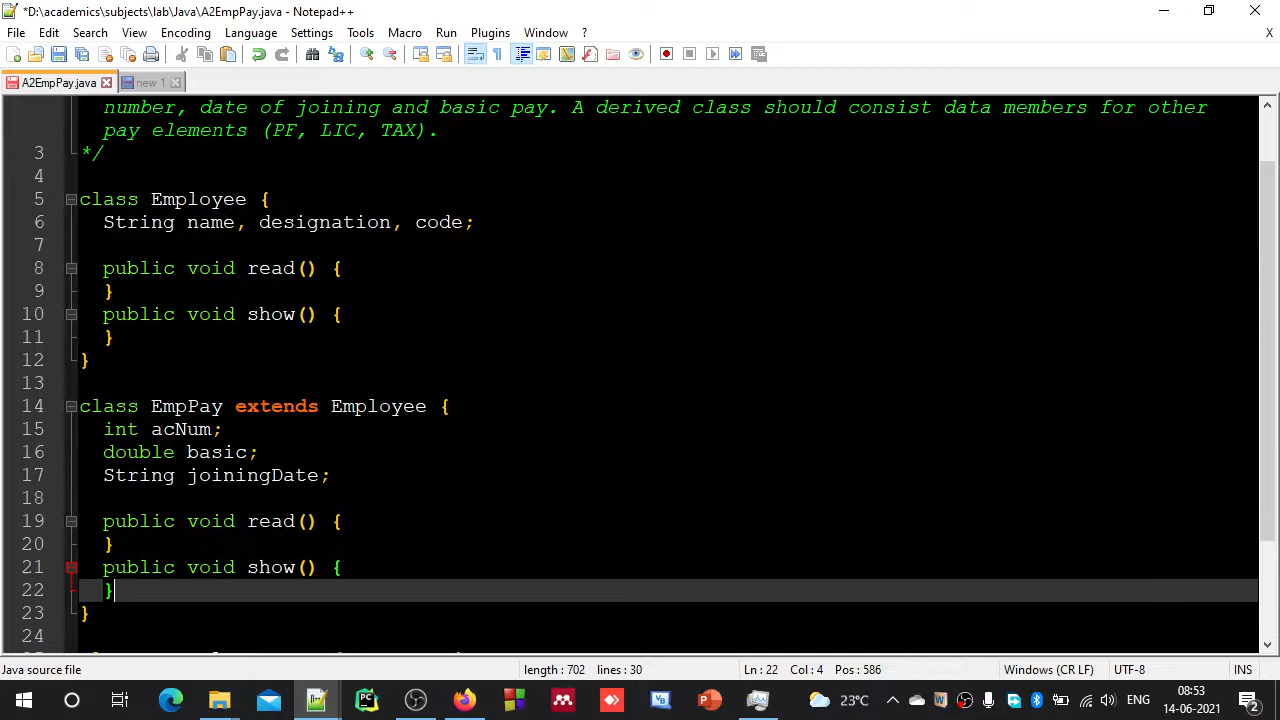 *D:\academics\subjects\lab\Java\A2EmpPay.java - Notepad++
File Edit Search View Encoding Language Settings Tools Macro Run Plugins Window ? X
A2EmpPay.java new 1
number, date of joining and basic pay. A derived class should consist data members for other
pay elements (PF, LIC, TAX).
3 */
4
5 class Employee {
6 String name, designation, code;
7
8 public void read() {
9 }
10 public void show() {
11 }
12 }
13
14 class EmpPay extends Employee {
15 int acNum;
16 double basic;
17 String joiningDate;
18
19 public void read() {
20 }
21 public void show() {
22 }
23 }
24
Java source file length : 702 lines : 30 Ln : 22 Col : 4 Pos : 586 Windows (CR LF) UTF-8 INS
23°C ENG 08:53
14-06-2021 2